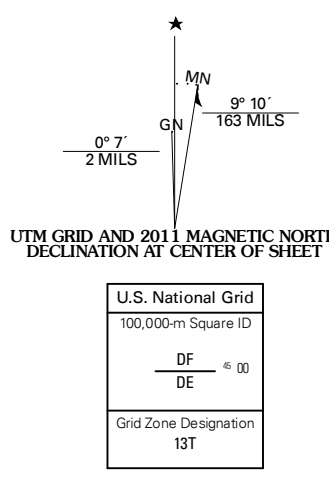 ★
MN
GN
9° 10´
163 MILS
0° 7´
2 MILS
UTM GRID AND 2011 MAGNETIC NORTH
DECLINATION AT CENTER OF SHEET
U.S. National Grid
100,000-m Square ID
DF
45 00
DE
Grid Zone Designation
13T